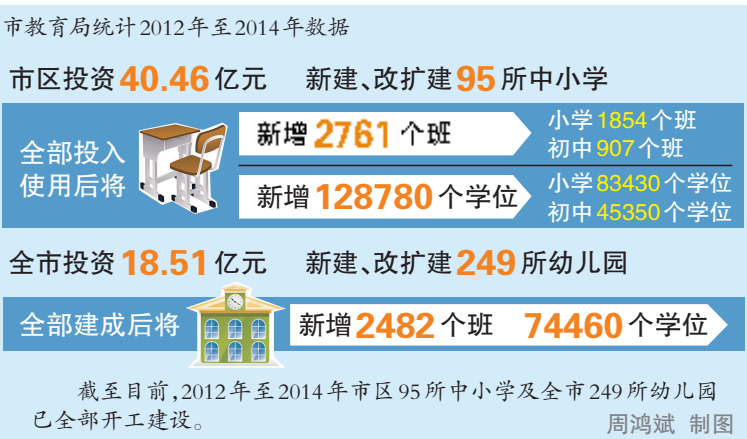 市教育局统计2012年至2014年数据
市区投资40.46亿元 新建、改扩建95所中小学
全部投入
使用后将
新增2761个班
小学1854个班
初中907个班
新增128780个学位
小学83430个学位
初中45350个学位
全市投资18.51亿元 新建、改扩建249所幼儿园
全部建成后将
新增2482个班 74460个学位
截至目前,2012年至2014年市区95所中小学及全市249所幼儿园
已全部开工建设。
周鸿斌 制图